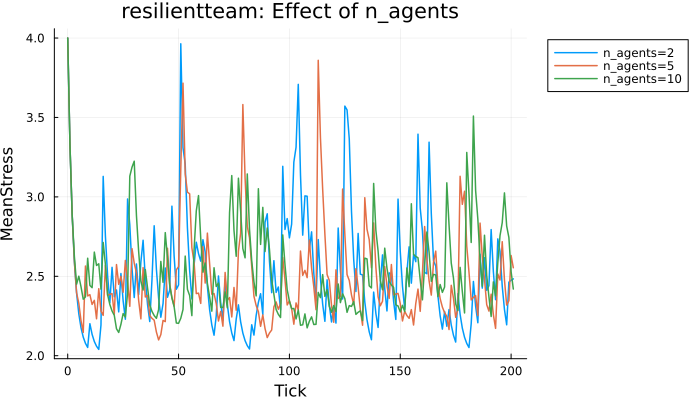 resilientteam: Effect of n_agents
n_agents=2
n_agents=5
n_agents=10
MeanStress
4.0
3.5
3.0
2.5
2.0
0
50
100
150
200
Tick